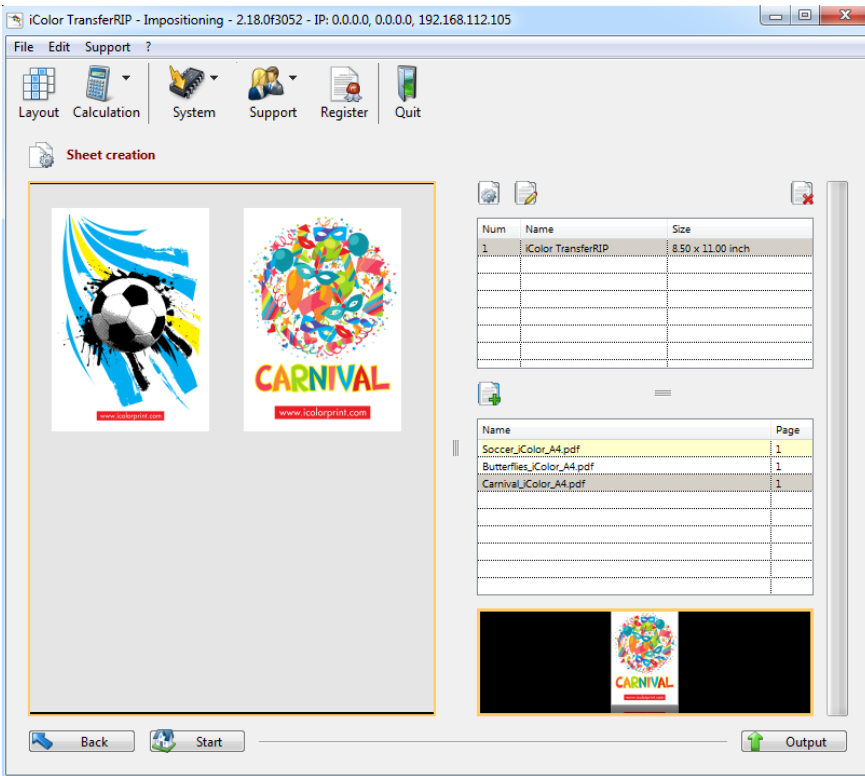 iColor TransferRIP - Impositioning - 2.18.0f3052 - IP: 0.0.0.0, 0.0.0.0, 192.168.112.105
File Edit Support ?
Layout Calculation System Support Register Quit
Sheet creation
www.icolorprint.com
CARNIVAL
www.icolorprint.com
Num Name Size
1 iColor TransferRIP 8.50 x 11.00 inch
Name Page
Soccer_iColor_A4.pdf 1
Butterflies_iColor_A4.pdf 1
Carnival_iColor_A4.pdf 1
CARNIVAL
www.icolorprint.com
Back Start Output